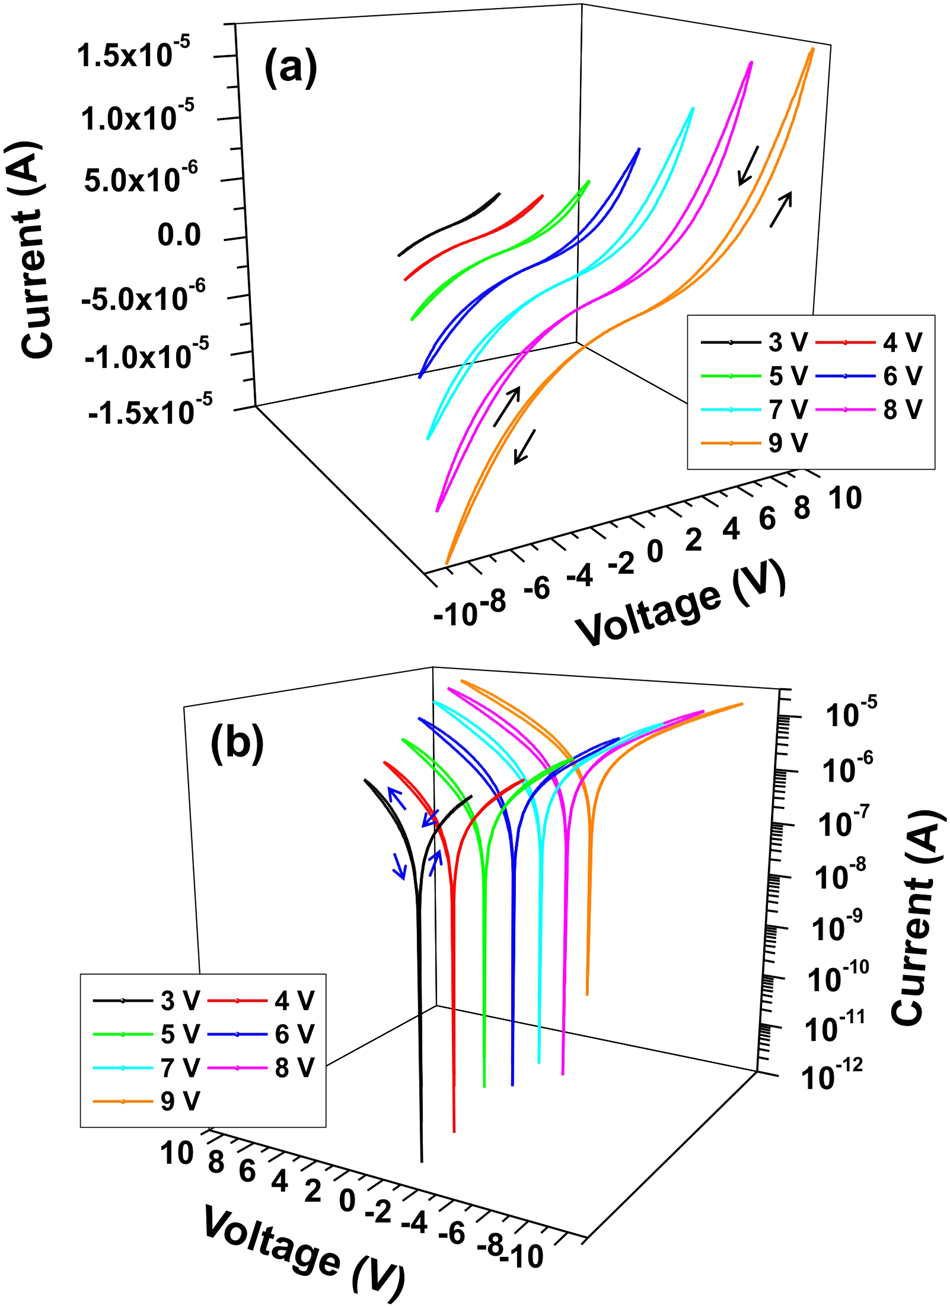 (a)
Current (A)
1.5x10-5
1.0x10-5
5.0x10-6
0.0
-5.0x10-6
-1.0x10-5
-1.5x10-5
3 V 4 V
5 V 6 V
7 V 8 V
9 V
-10 -8 -6 -4 -2 0 2 4 6 8 10
Voltage (V)
(b)
10-5
10-6
10-7
10-8
10-9
10-10
10-11
10-12
Current (A)
3 V 4 V
5 V 6 V
7 V 8 V
9 V
10 8 6 4 2 0 -2 -4 -6 -8 -10
Voltage (V)